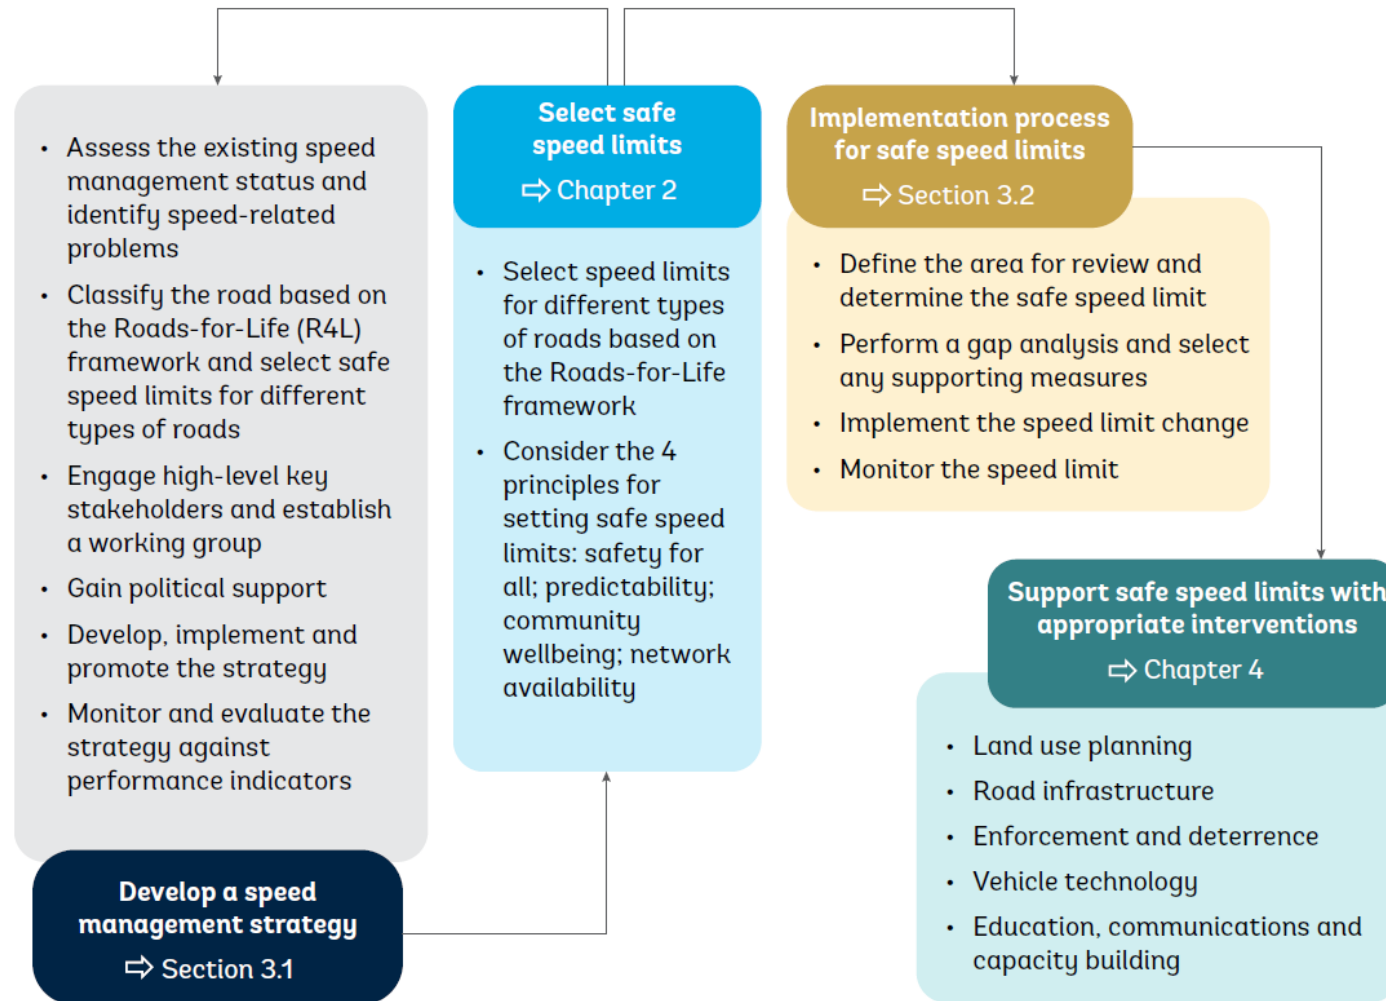 • Assess the existing speed
management status and
identify speed-related
problems
• Classify the road based on
the Roads-for-Life (R4L)
framework and select safe
speed limits for different
types of roads
• Engage high-level key
stakeholders and establish
a working group
• Gain political support
• Develop, implement and
promote the strategy
• Monitor and evaluate the
strategy against
performance indicators
Develop a speed
management strategy
⇨ Section 3.1
Select safe
speed limits
⇨ Chapter 2
• Select speed limits
for different types
of roads based on
the Roads-for-Life
framework
• Consider the 4
principles for
setting safe speed
limits: safety for
all; predictability;
community
wellbeing; network
availability
Implementation process
for safe speed limits
⇨ Section 3.2
• Define the area for review and
determine the safe speed limit
• Perform a gap analysis and select
any supporting measures
• Implement the speed limit change
• Monitor the speed limit
Support safe speed limits with
appropriate interventions
⇨ Chapter 4
• Land use planning
• Road infrastructure
• Enforcement and deterrence
• Vehicle technology
• Education, communications and
capacity building